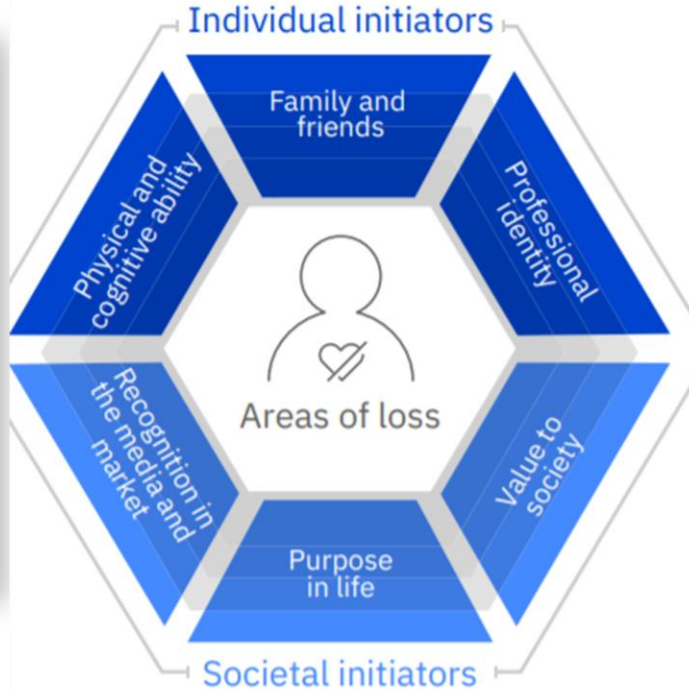 Individual initiators
Family and
friends
Physical and
cognitive ability
Professional
identity
Areas of loss
Recognition in
the media and
market
Value to
society
Purpose
in life
Societal initiators